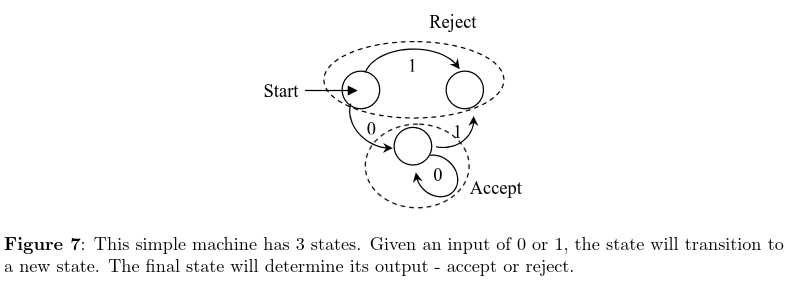 Reject
1
Start
0
1
0
Accept
Figure 7: This simple machine has 3 states. Given an input of 0 or 1, the state will transition to
a new state. The final state will determine its output - accept or reject.